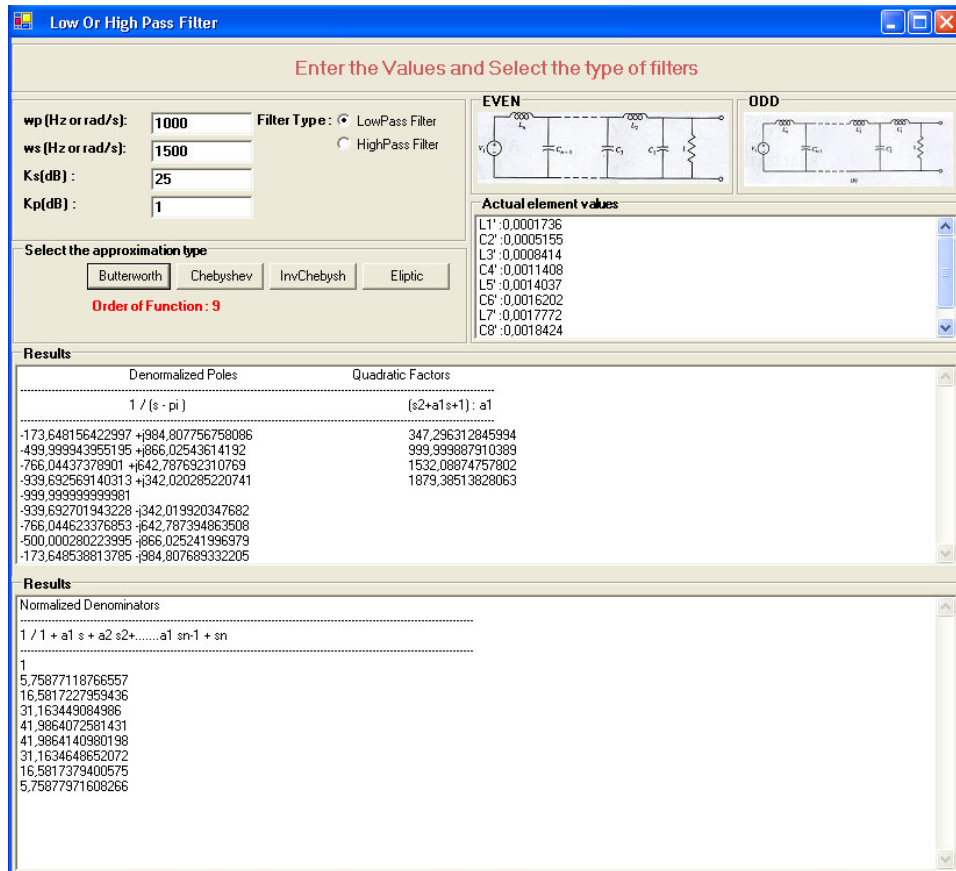 Low Or High Pass Filter
Enter the Values and Select the type of filters
wp (Hz or rad/s): 1000
ws (Hz or rad/s): 1500
Ks(dB) : 25
Kp(dB) : 1
Filter Type : LowPass Filter
HighPass Filter
EVEN
ODD
Select the approximation type
Butterworth Chebyshev InvChebysh Eliptic
Order of Function : 9
Actual element values
L1' :0,0001736
C2' :0,0005155
L3' :0,0008414
C4' :0,0011408
L5' :0,0014037
C6' :0,0016202
L7' :0,0017772
C8' :0,0018424
Results
Denormalized Poles Quadratic Factors
1 / (s - pi ) (s2+a1s+1) : a1
-173,648156422997 +j984,807756758086 347,296312845994
-499,999943955195 +j866,02543614192 999,999887910389
-766,04437378901 +j642,787692310769 1532,08874757802
-939,692569140313 +j342,020285220741 1879,38513828063
-999,999999999981
-939,692701943228 -j342,019920347682
-766,044623376853 -j642,787394863508
-500,000280223995 -j866,025241996979
-173,648538813785 -j984,807689332205
Results
Normalized Denominators
1 / 1 + a1 s + a2 s2+.......a1 sn-1 + sn
1
5,75877118766557
16,5817227959436
31,163449084986
41,9864072581431
41,9864140980198
31,1634648652072
16,5817379400575
5,75877971608266